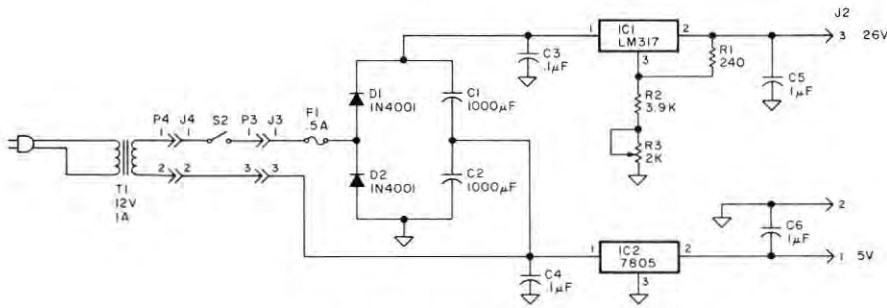 J2
1 IC1 2
LM317
3
3 26V
R1
240
C3
.1µF
C5
1µF
D1
1N4001
C1
1000µF
R2
3.9K
R3
2K
P4 J4 S2 P3 J3 F1
1 1 1 1 .5A
D2
1N4001
C2
1000µF
2 2 3 3
T1
12V
1A
2
C6
1µF
1 IC2 2
7805
3
1 5V
C4
.1µF